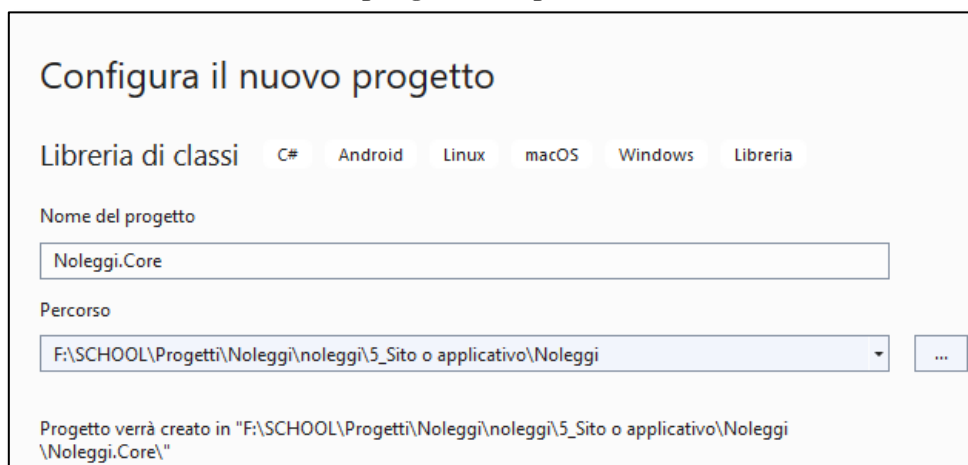 Configura il nuovo progetto
Libreria di classi C# Android Linux macOS Windows Libreria
Nome del progetto
Noleggi.Core
Percorso
F:\SCHOOL\Progetti\Noleggi\noleggi\5_Sito o applicativo\Noleggi ...
Progetto verrà creato in "F:\SCHOOL\Progetti\Noleggi\noleggi\5_Sito o applicativo\Noleggi
\Noleggi.Core\"